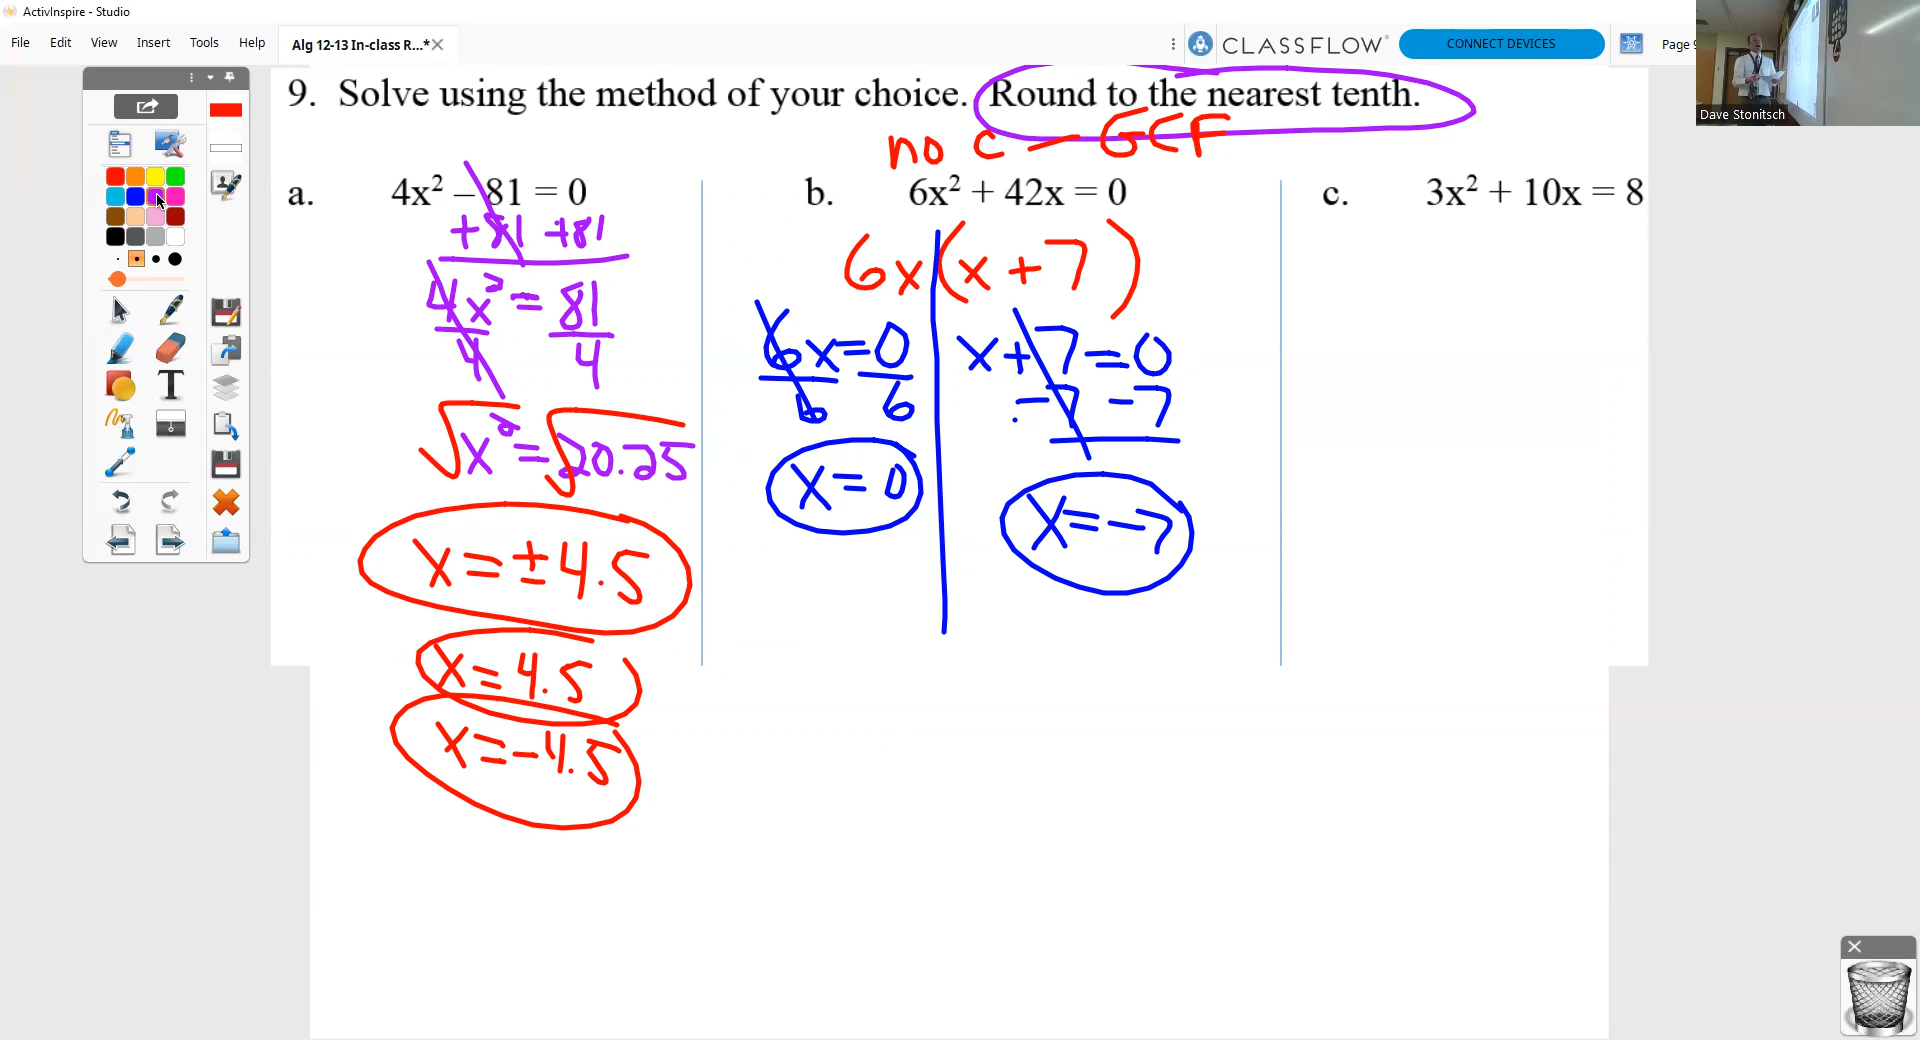 ActivInspire - Studio
File Edit View Insert Tools Help
Alg 12-13 In-class R...*
CLASSFLOW
CONNECT DEVICES
Page 9
Dave Stonitsch
9. Solve using the method of your choice. Round to the nearest tenth.
no c — GCF
a. 4x² – 81 = 0
+81 +81
4x² = 81
4 4
√x² = √20.25
x = ±4.5
x = 4.5
x = -4.5
b. 6x² + 42x = 0
6x(x + 7)
6x = 0
6 6
x = 0
x + 7 = 0
-7 -7
x = -7
c. 3x² + 10x = 8